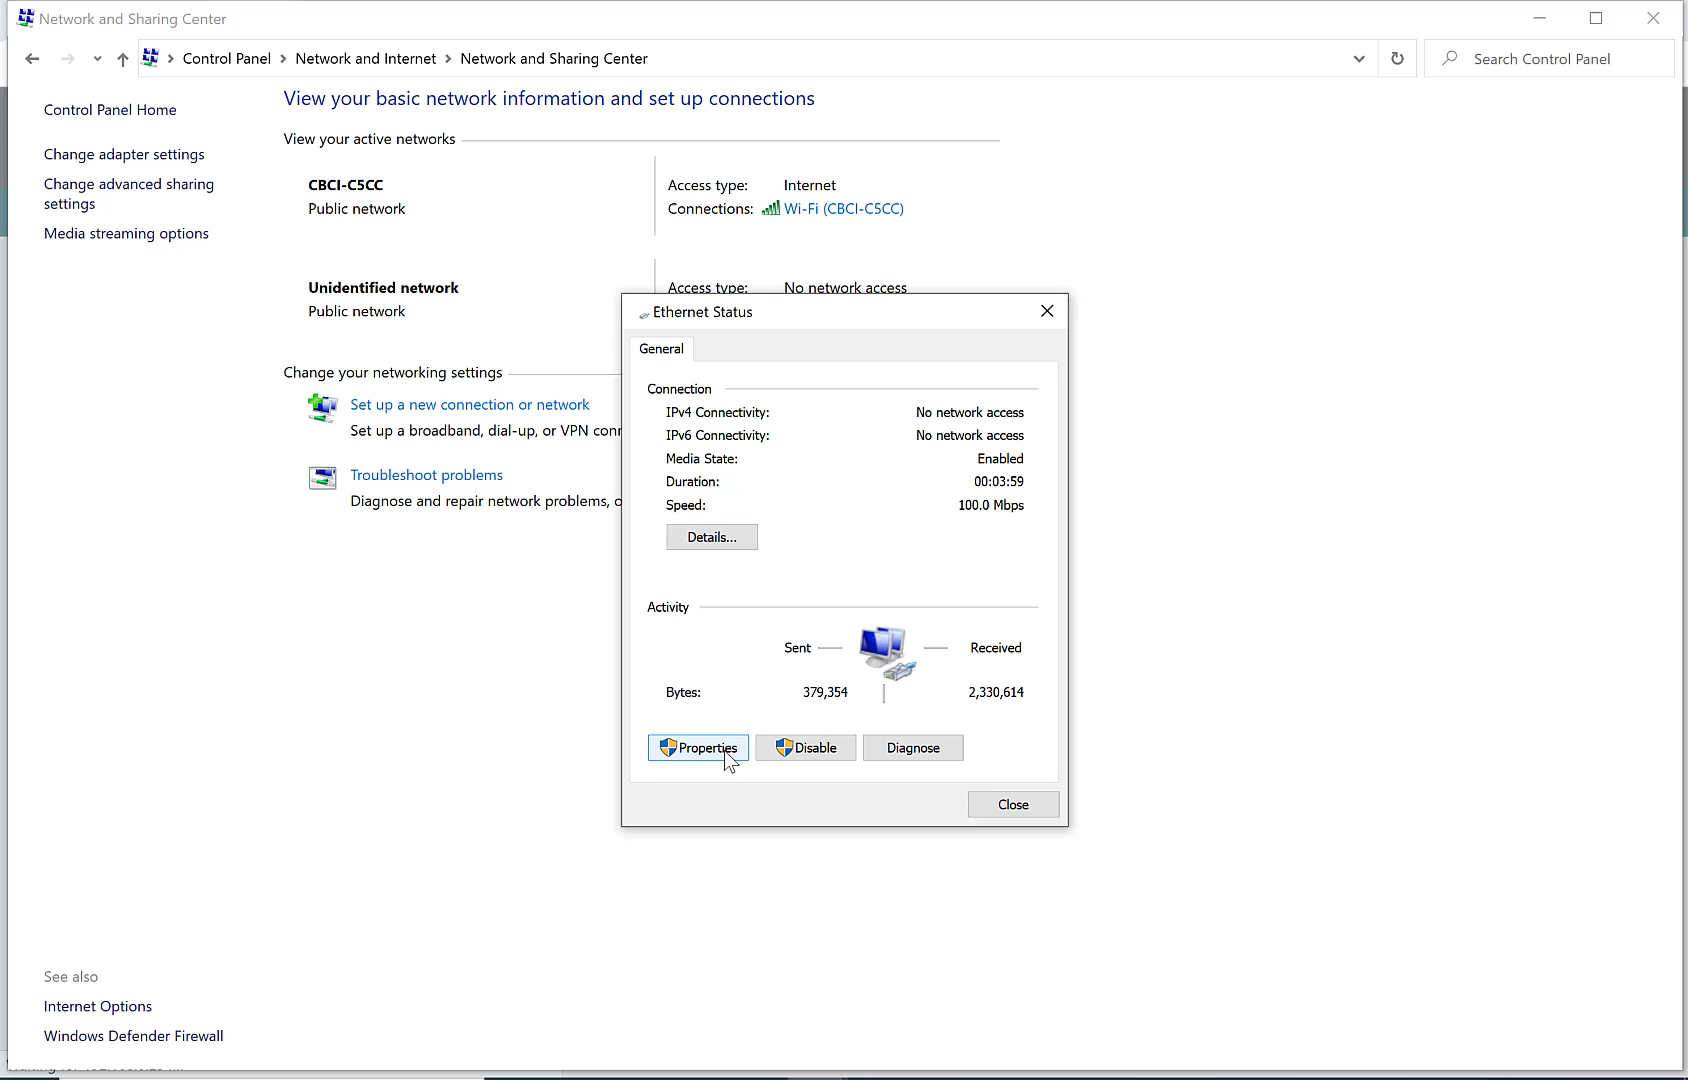 Network and Sharing Center
Control Panel > Network and Internet > Network and Sharing Center
Search Control Panel
Control Panel Home
Change adapter settings
Change advanced sharing
settings
Media streaming options
View your basic network information and set up connections
View your active networks
CBCI-C5CC
Public network
Access type: Internet
Connections: Wi-Fi (CBCI-C5CC)
Unidentified network
Public network
Access type: No network access
Change your networking settings
Set up a new connection or network
Set up a broadband, dial-up, or VPN conn
Troubleshoot problems
Diagnose and repair network problems, o
Ethernet Status
General
Connection
IPv4 Connectivity: No network access
IPv6 Connectivity: No network access
Media State: Enabled
Duration: 00:03:59
Speed: 100.0 Mbps
Details...
Activity
Sent Received
Bytes: 379,354 2,330,614
Properties Disable Diagnose
Close
See also
Internet Options
Windows Defender Firewall